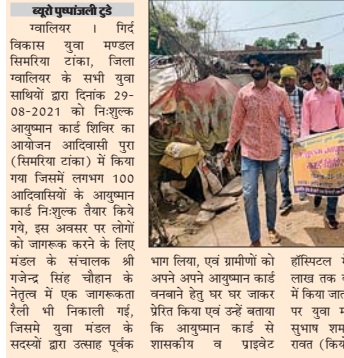 ब्यूरो पुष्पांजली टुडे
ग्वालियर । गिर्द
विकास युवा मण्डल
सिमरिया टांका, जिला
ग्वालियर के सभी युवा
साथियों द्वारा दिनांक 29-
08-2021 को निःशुल्क
आयुष्मान कार्ड शिविर का
आयोजन आदिवासी पुरा
(सिमरिया टांका) में किया
गया जिसमें लगभग 100
आदिवासियों के आयुष्मान
कार्ड निःशुल्क तैयार किये
गये, इस अवसर पर लोगों
को जागरूक करने के लिए
मंडल के संचालक श्री
गजेन्द्र सिंह चौहान के
नेतृत्व में एक जागरूकता
रैली भी निकाली गई,
जिसमे युवा मंडल के
सदस्यों द्वारा उत्साह पूर्वक
भाग लिया, एवं ग्रामीणों को
अपने अपने आयुष्मान कार्ड
वनबाने हेतु घर घर जाकर
प्रेरित किया एवं उन्हें बताया
कि आयुष्मान कार्ड से
शासकीय व प्राइवेट
हॉस्पिटल
लाख तक
में किया जा
पर युवा
सुभाष
रावत (किय